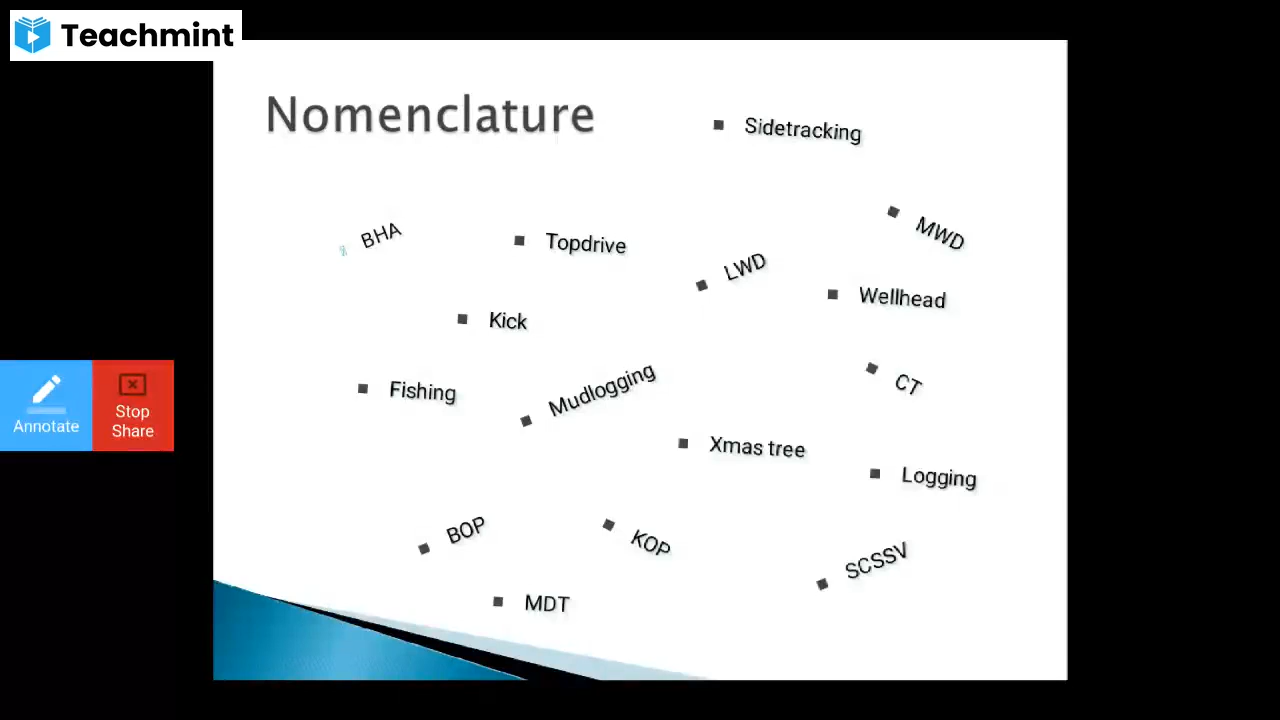 Teachmint
Nomenclature
Sidetracking
MWD
BHA
Topdrive
LWD
Wellhead
Kick
CT
Fishing
Mudlogging
Xmas tree
Logging
BOP
KOP
SCSSV
MDT
Annotate
Stop
Share